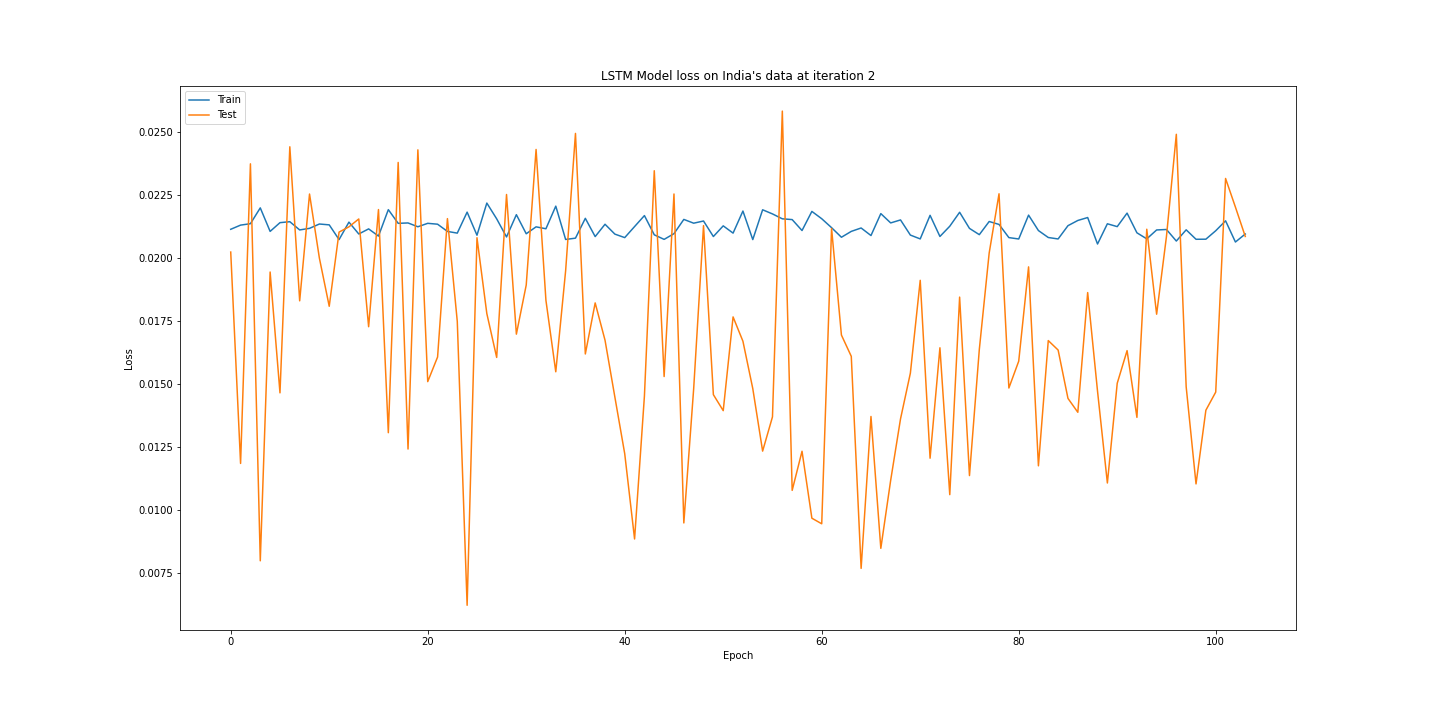 LSTM Model loss on India's data at iteration 2
Train
Test
0.0250
0.0225
0.0200
0.0175
0.0150
0.0125
0.0100
0.0075
Loss
0 20 40 60 80 100
Epoch